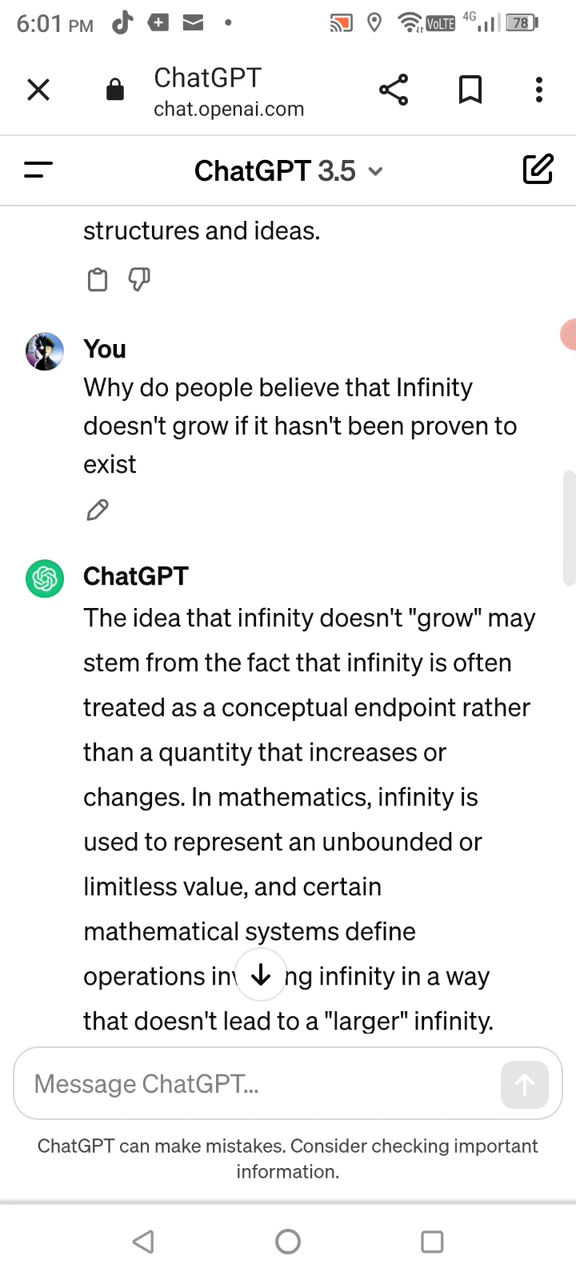 6:01 PM
VoLTE 4G 78
ChatGPT
chat.openai.com
ChatGPT 3.5
structures and ideas.
You
Why do people believe that Infinity
doesn't grow if it hasn't been proven to
exist
ChatGPT
The idea that infinity doesn't "grow" may
stem from the fact that infinity is often
treated as a conceptual endpoint rather
than a quantity that increases or
changes. In mathematics, infinity is
used to represent an unbounded or
limitless value, and certain
mathematical systems define
operations infinity in a way
that doesn't lead to a "larger" infinity.
Message ChatGPT...
ChatGPT can make mistakes. Consider checking important
information.